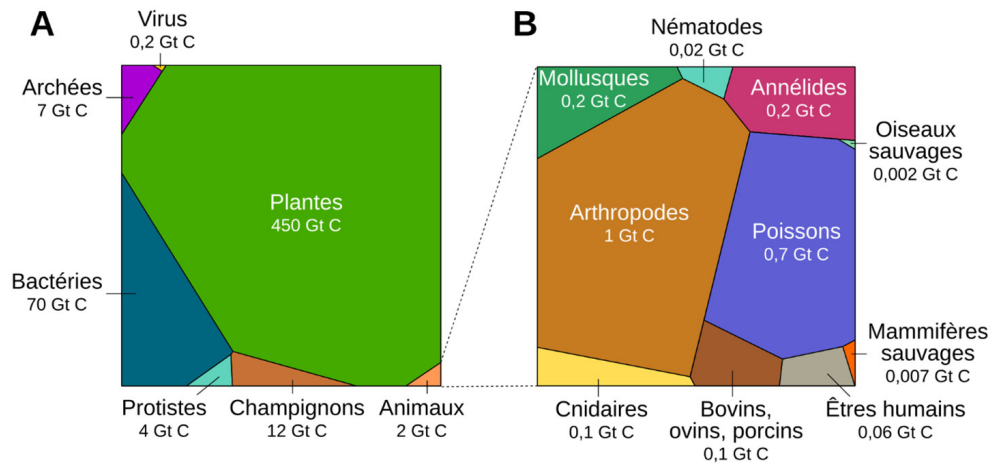 A
Virus
0,2 Gt C
Archées
7 Gt C
Plantes
450 Gt C
Bactéries
70 Gt C
Protistes
4 Gt C
Champignons
12 Gt C
Animaux
2 Gt C
B
Nématodes
0,02 Gt C
Mollusques
0,2 Gt C
Annélides
0,2 Gt C
Oiseaux
sauvages
0,002 Gt C
Arthropodes
1 Gt C
Poissons
0,7 Gt C
Mammifères
sauvages
0,007 Gt C
Cnidaires
0,1 Gt C
Bovins,
ovins, porcins
0,1 Gt C
Êtres humains
0,06 Gt C